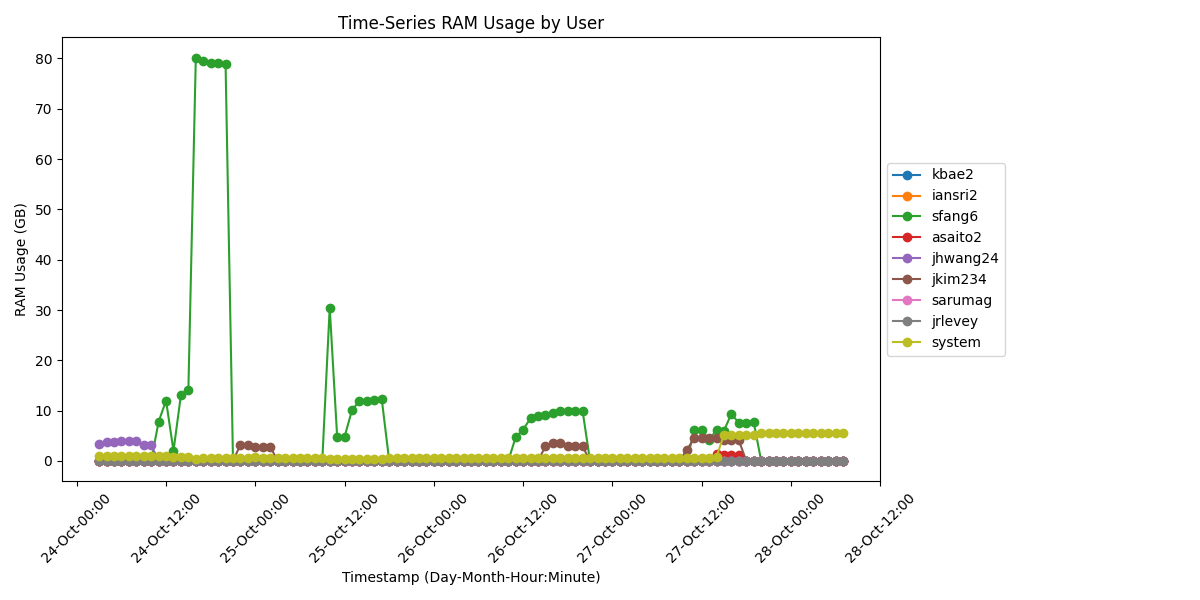 Time-Series RAM Usage by User
RAM Usage (GB)
80
70
60
50
40
30
20
10
0
24-Oct-00:00
24-Oct-12:00
25-Oct-00:00
25-Oct-12:00
26-Oct-00:00
26-Oct-12:00
27-Oct-00:00
27-Oct-12:00
28-Oct-00:00
28-Oct-12:00
Timestamp (Day-Month-Hour:Minute)
kbae2
iansri2
sfang6
asaito2
jhwang24
jkim234
sarumag
jrlevey
system